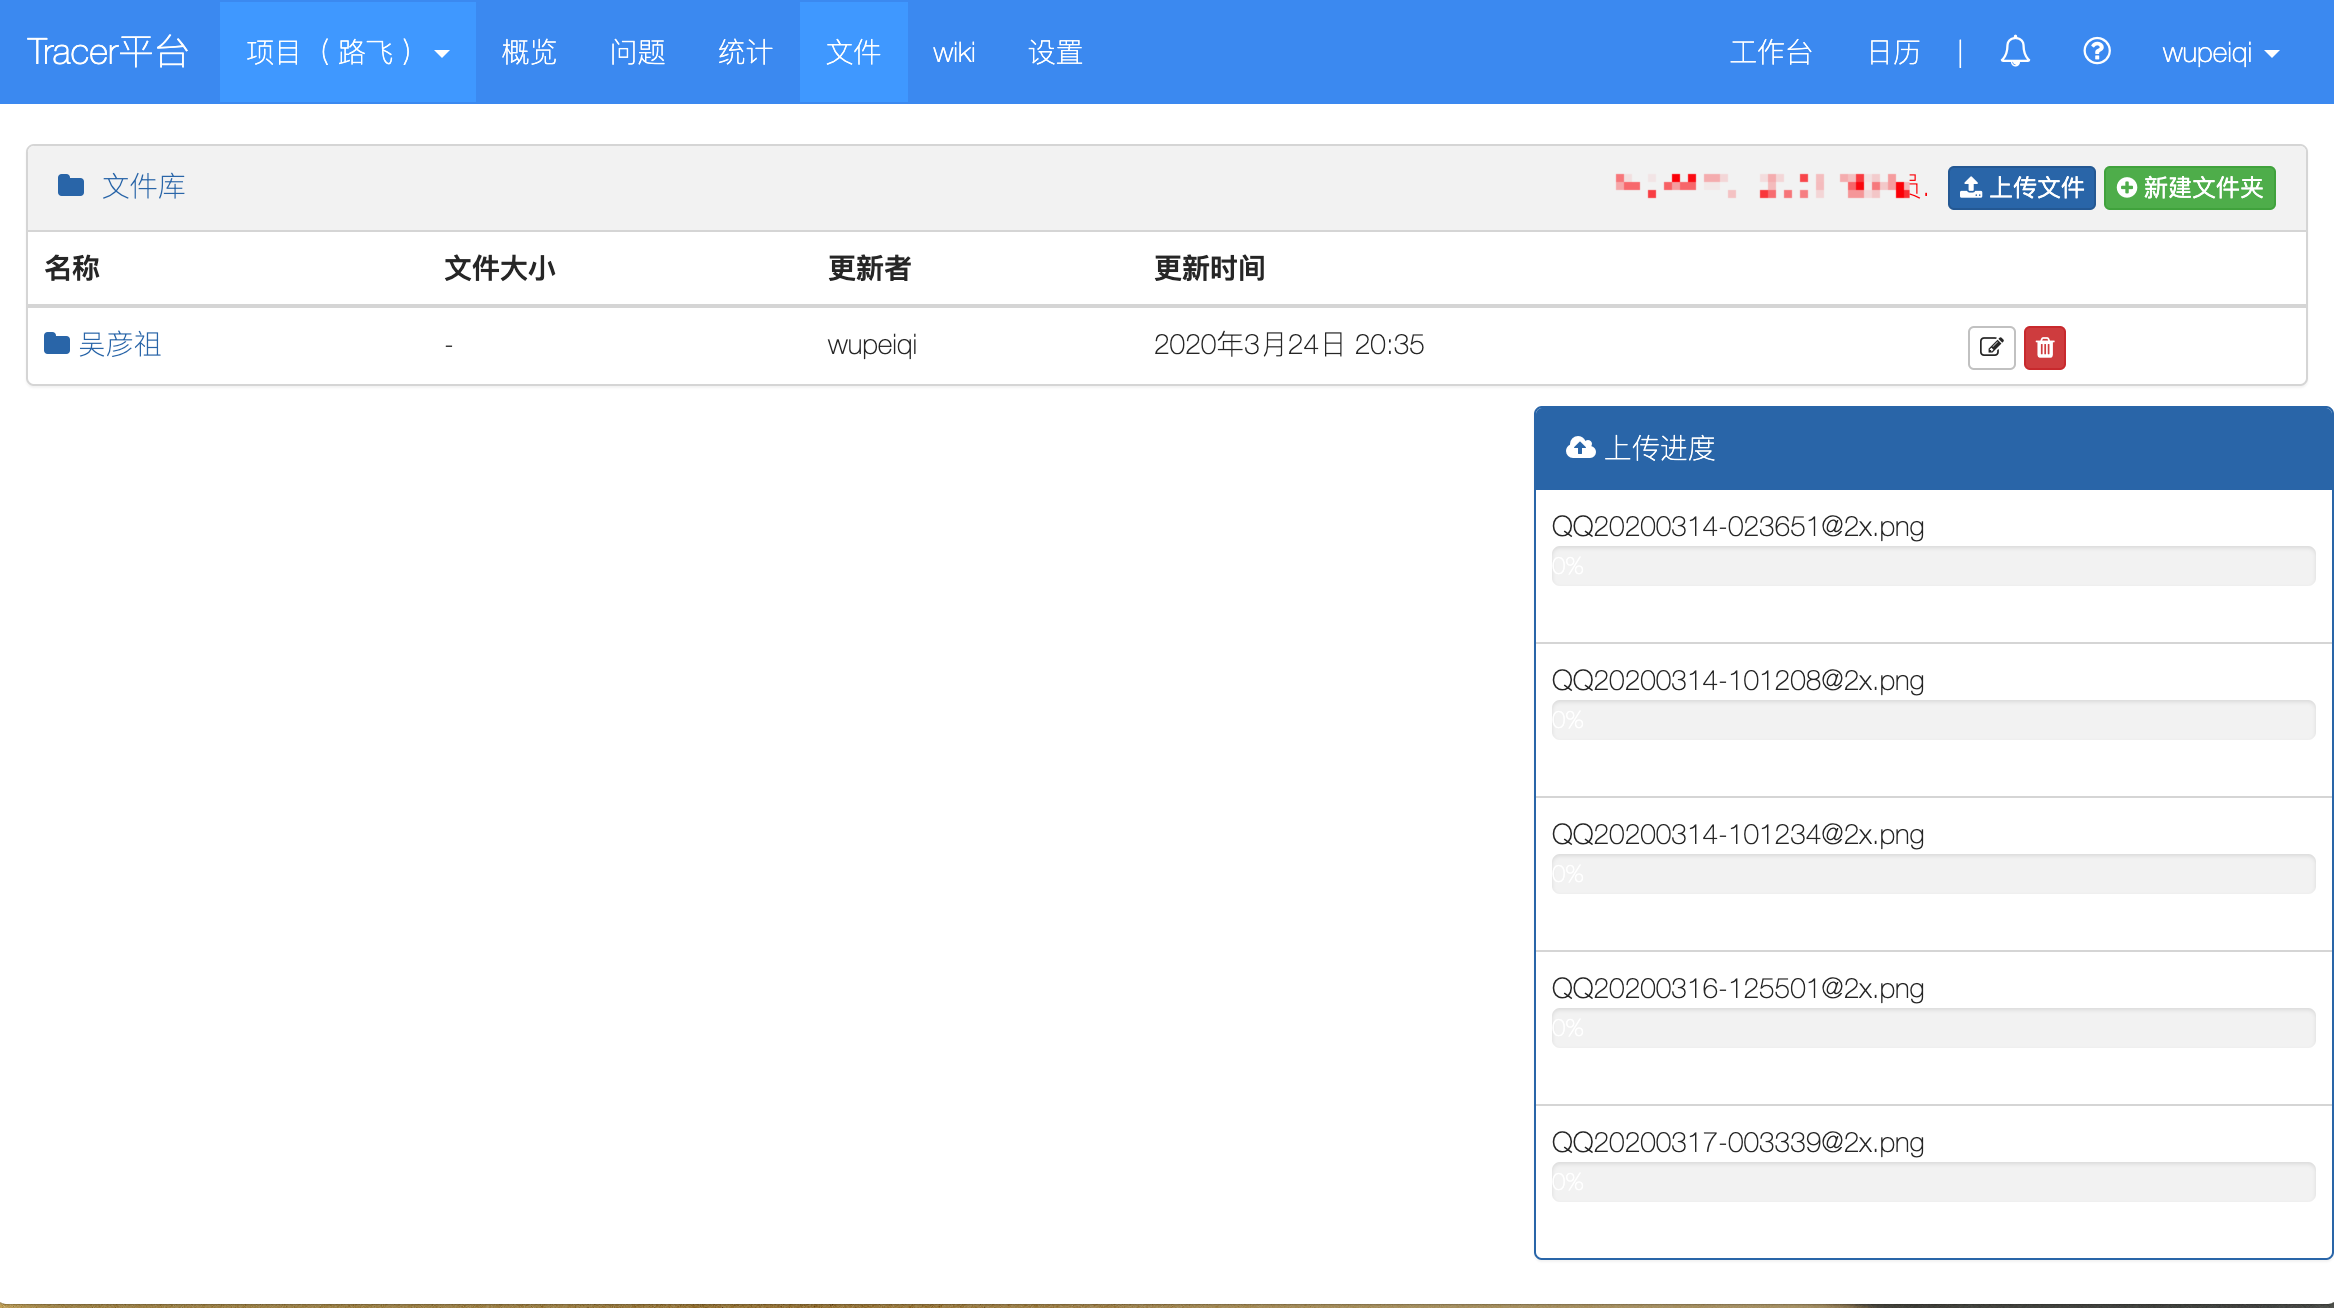 Tracer平台 项目（路飞） 概览 问题 统计 文件 wiki 设置 工作台 日历 | wupeiqi
文件库 上传文件 新建文件夹
名称 文件大小 更新者 更新时间
吴彦祖 - wupeiqi 2020年3月24日 20:35
上传进度
QQ20200314-023651@2x.png
0%
QQ20200314-101208@2x.png
0%
QQ20200314-101234@2x.png
0%
QQ20200316-125501@2x.png
0%
QQ20200317-003339@2x.png
0%